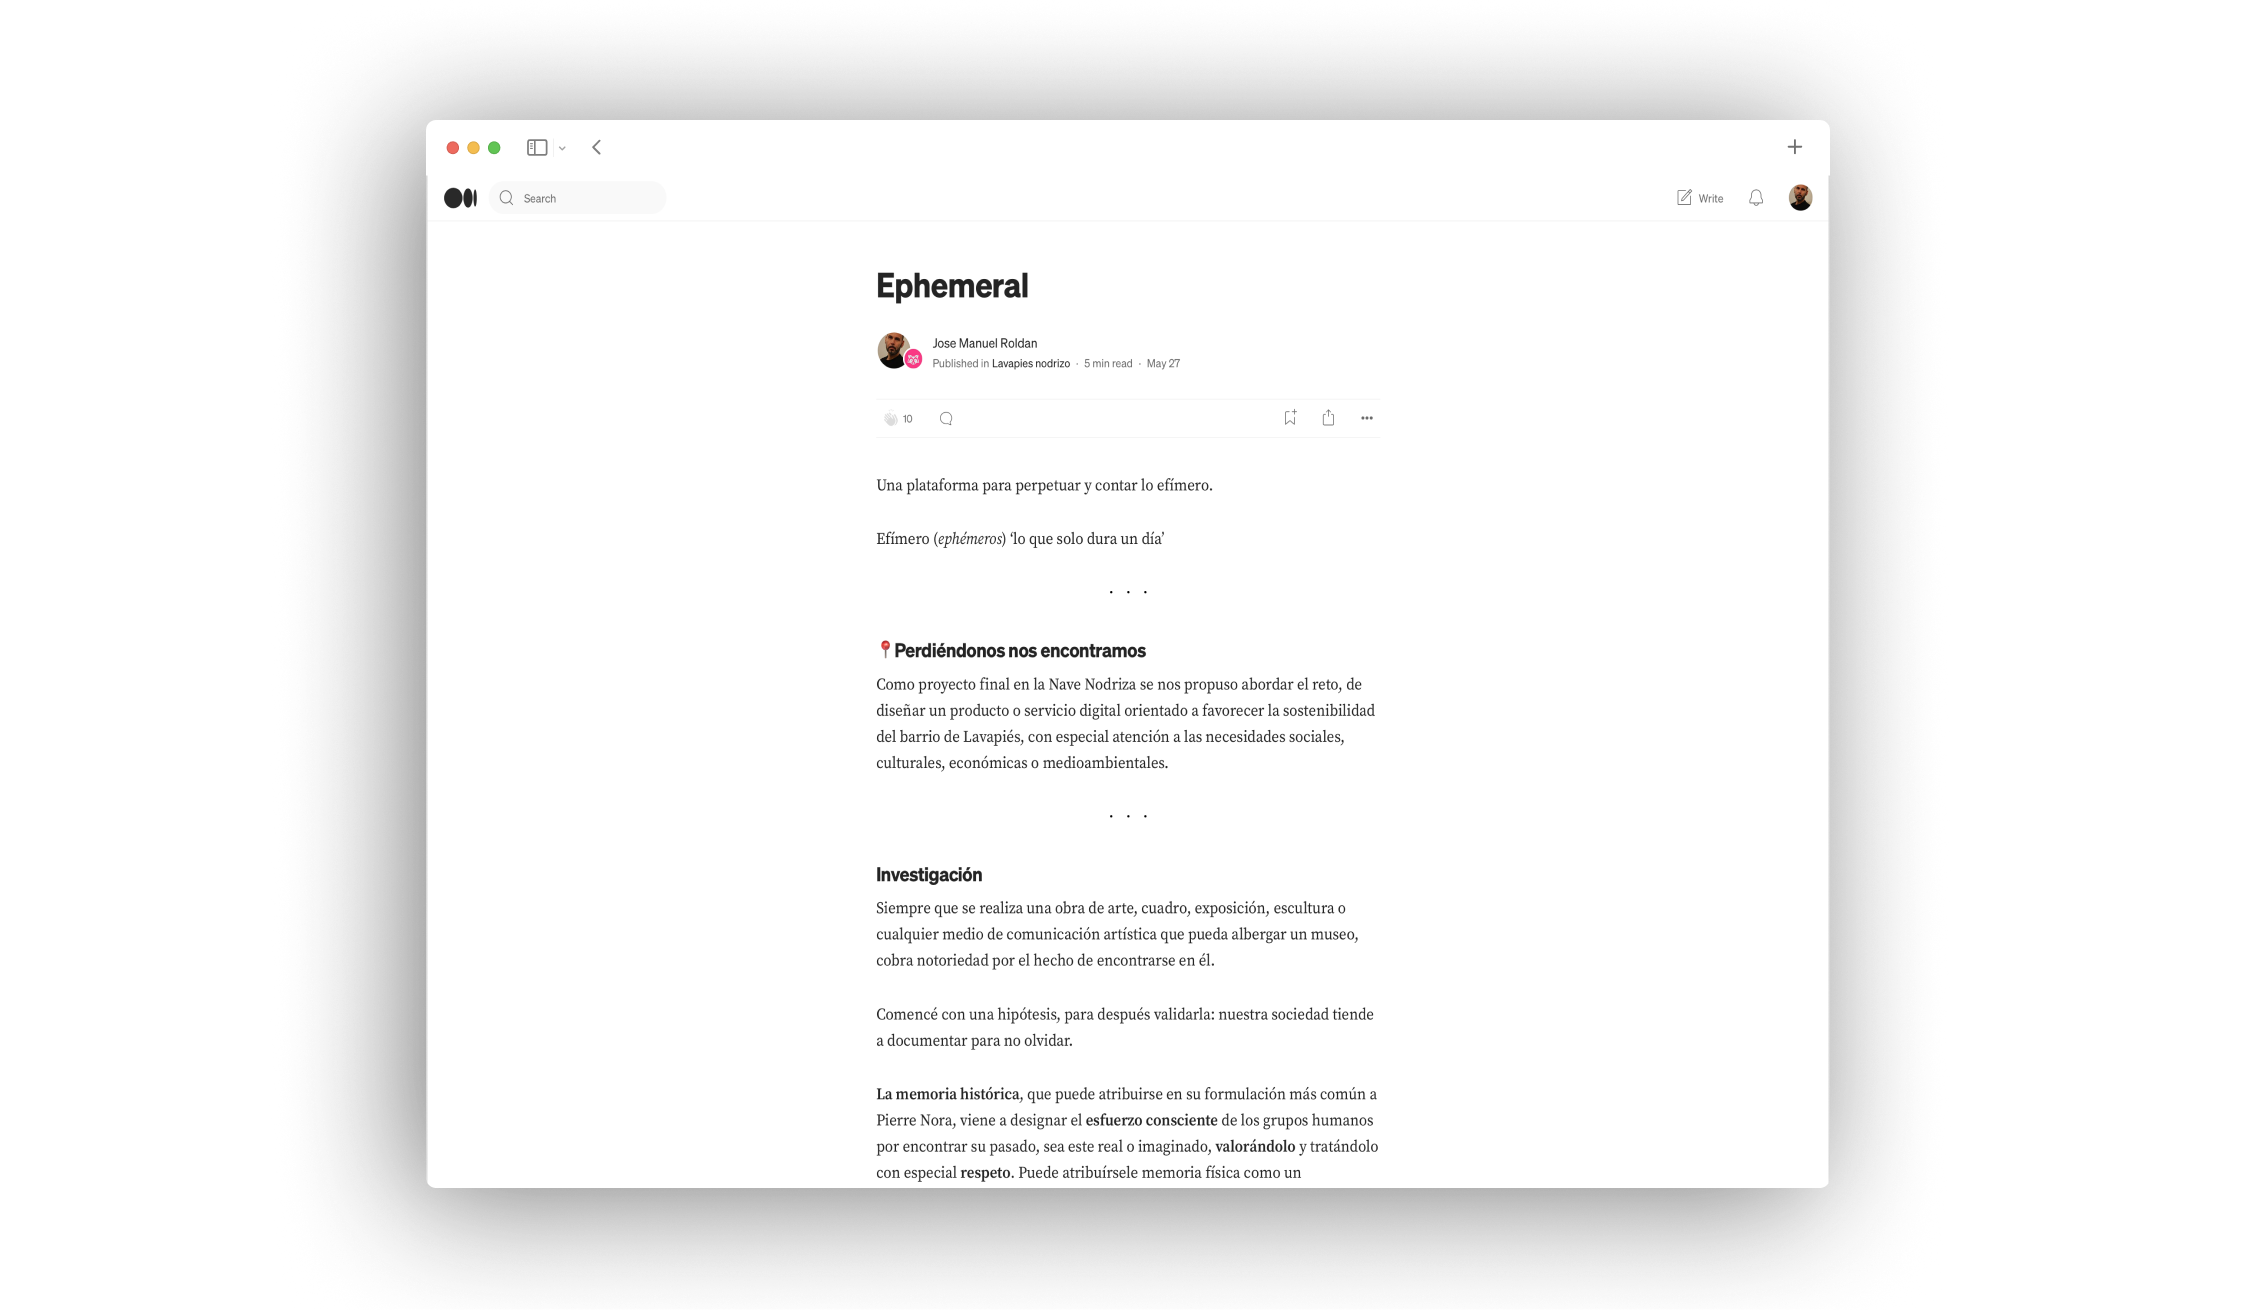 Search
Write
Ephemeral
Jose Manuel Roldan
Published in Lavapies nodrizo · 5 min read · May 27
10
Una plataforma para perpetuar y contar lo efímero.
Efímero (ephémeros) ‘lo que solo dura un día’
. . .
📍Perdiéndonos nos encontramos
Como proyecto final en la Nave Nodriza se nos propuso abordar el reto, de
diseñar un producto o servicio digital orientado a favorecer la sostenibilidad
del barrio de Lavapiés, con especial atención a las necesidades sociales,
culturales, económicas o medioambientales.
. . .
Investigación
Siempre que se realiza una obra de arte, cuadro, exposición, escultura o
cualquier medio de comunicación artística que pueda albergar un museo,
cobra notoriedad por el hecho de encontrarse en él.
Comencé con una hipótesis, para después validarla: nuestra sociedad tiende
a documentar para no olvidar.
La memoria histórica, que puede atribuirse en su formulación más común a
Pierre Nora, viene a designar el esfuerzo consciente de los grupos humanos
por encontrar su pasado, sea este real o imaginado, valorándolo y tratándolo
con especial respeto. Puede atribuírsele memoria física como un